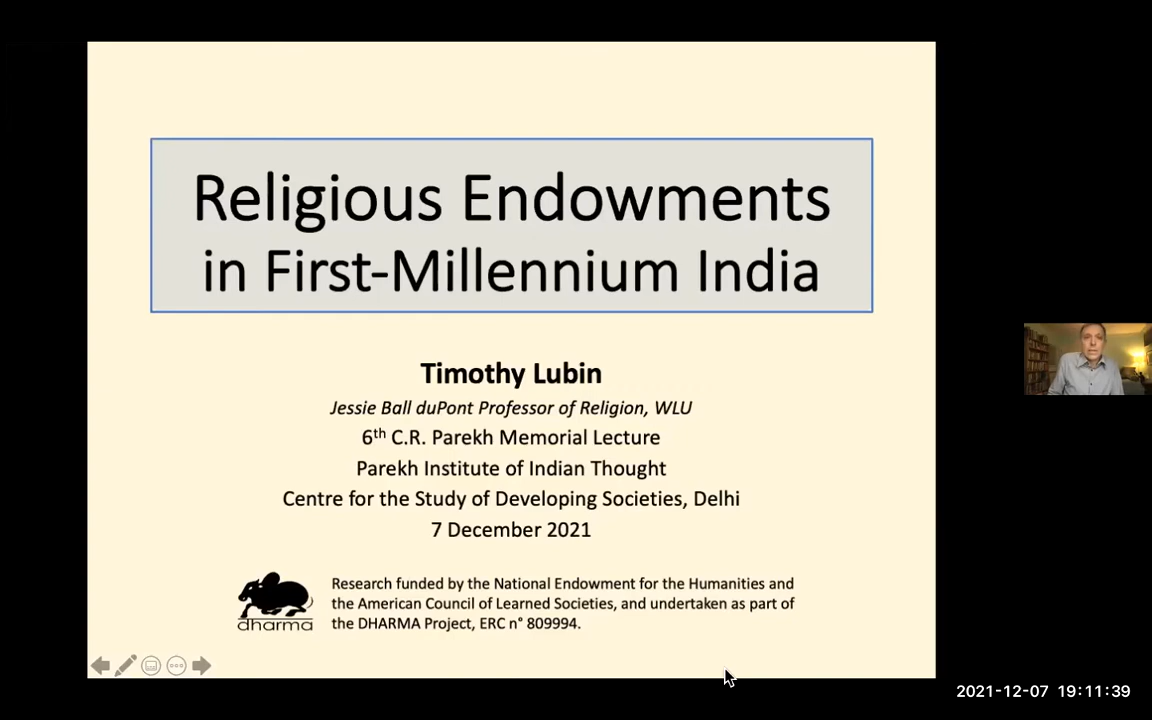 Religious Endowments
in First-Millennium India
Timothy Lubin
Jessie Ball duPont Professor of Religion, WLU
6th C.R. Parekh Memorial Lecture
Parekh Institute of Indian Thought
Centre for the Study of Developing Societies, Delhi
7 December 2021
dharma
Research funded by the National Endowment for the Humanities and
the American Council of Learned Societies, and undertaken as part of
the DHARMA Project, ERC n° 809994.
2021-12-07 19:11:39